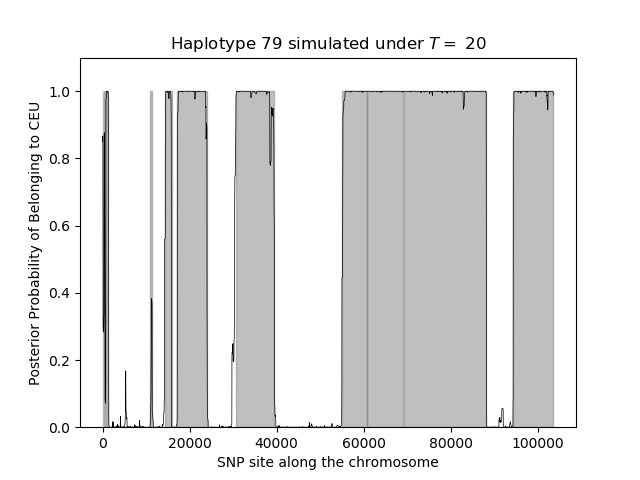 Haplotype 79 simulated under T = 20
Posterior Probability of Belonging to CEU
1.0
0.8
0.6
0.4
0.2
0.0
0 20000 40000 60000 80000 100000
SNP site along the chromosome